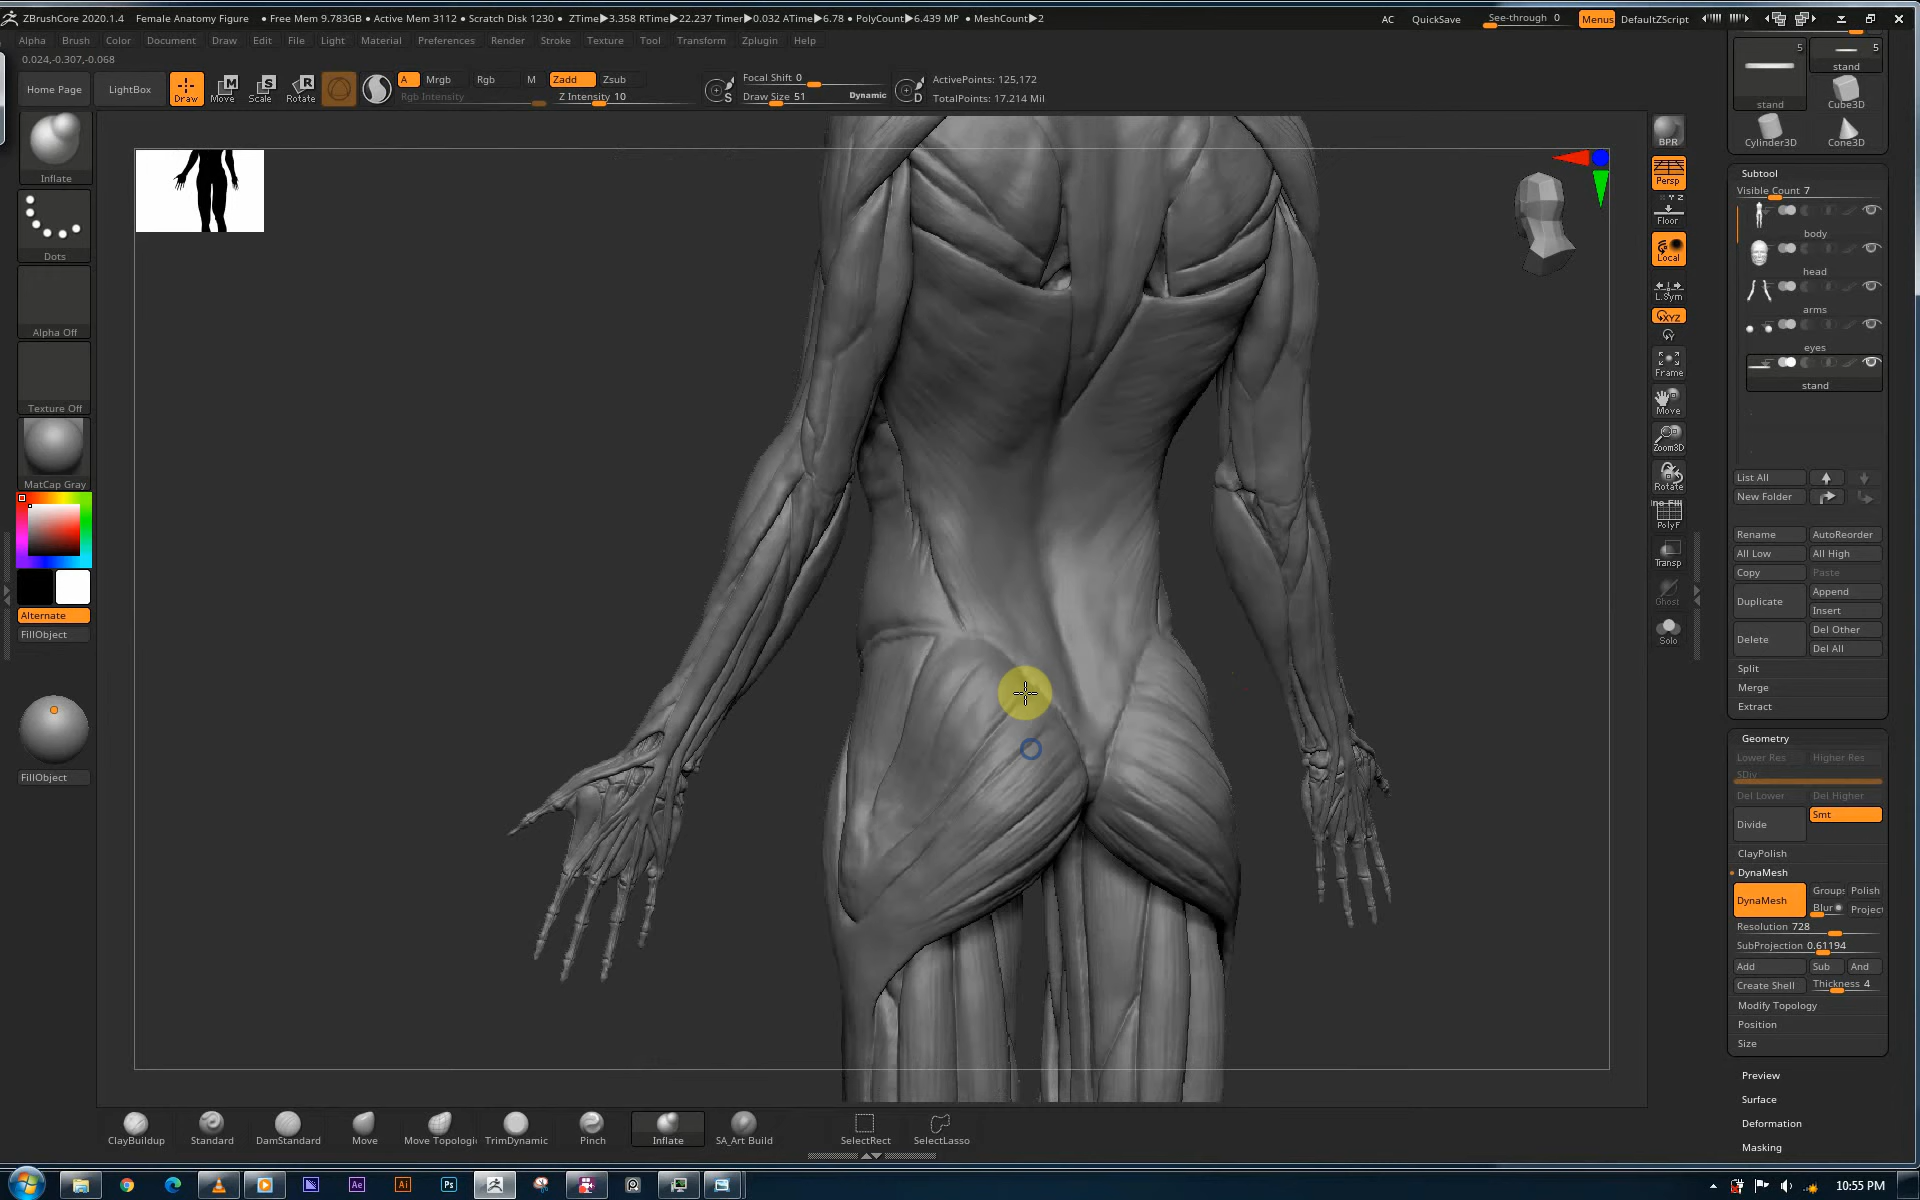 ZBrushCore 2020.1.4 Female Anatomy Figure • Free Mem 9.783GB • Active Mem 3112 • Scratch Disk 1230 • ZTime▶3.358 RTime▶22.237 Timer▶0.032 ATime▶6.78 • PolyCount▶6.439 MP • MeshCount▶2
AC QuickSave See-through 0 Menus DefaultZScript
Alpha Brush Color Document Draw Edit File Light Material Preferences Render Stroke Texture Tool Transform Zplugin Help
0.024,-0.307,-0.068
Home Page LightBox Draw Move Scale Rotate
A Mrgb Rgb M Zadd Zsub
Rgb Intensity Z Intensity 10
Focal Shift 0
Draw Size 51 Dynamic
ActivePoints: 125,172
TotalPoints: 17.214 Mil
Inflate
Dots
Alpha Off
Texture Off
MatCap Gray
Alternate
FillObject
FillObject
BPR
Persp
Floor
Local
L.Sym
XYZ
Y
Frame
Move
Zoom3D
Rotate
PolyF
Transp
Ghost
Solo
5 5
stand
stand Cube3D
Cylinder3D Cone3D
Subtool
Visible Count 7
body
head
arms
eyes
stand
List All
New Folder
Rename AutoReorder
All Low All High
Copy Paste
Duplicate Append
Insert
Delete Del Other
Del All
Split
Merge
Extract
Geometry
Lower Res Higher Res
SDiv
Del Lower Del Higher
Divide Smt
ClayPolish
DynaMesh
DynaMesh Group: Polish
Blur Projec
Resolution 728
SubProjection 0.61194
Add Sub And
Create Shell Thickness 4
Modify Topology
Position
Size
Preview
Surface
Deformation
Masking
ClayBuildup Standard DamStandard Move Move Topologi TrimDynamic Pinch Inflate SA_Art Build SelectRect SelectLasso
Ae Ai Ps
10:55 PM